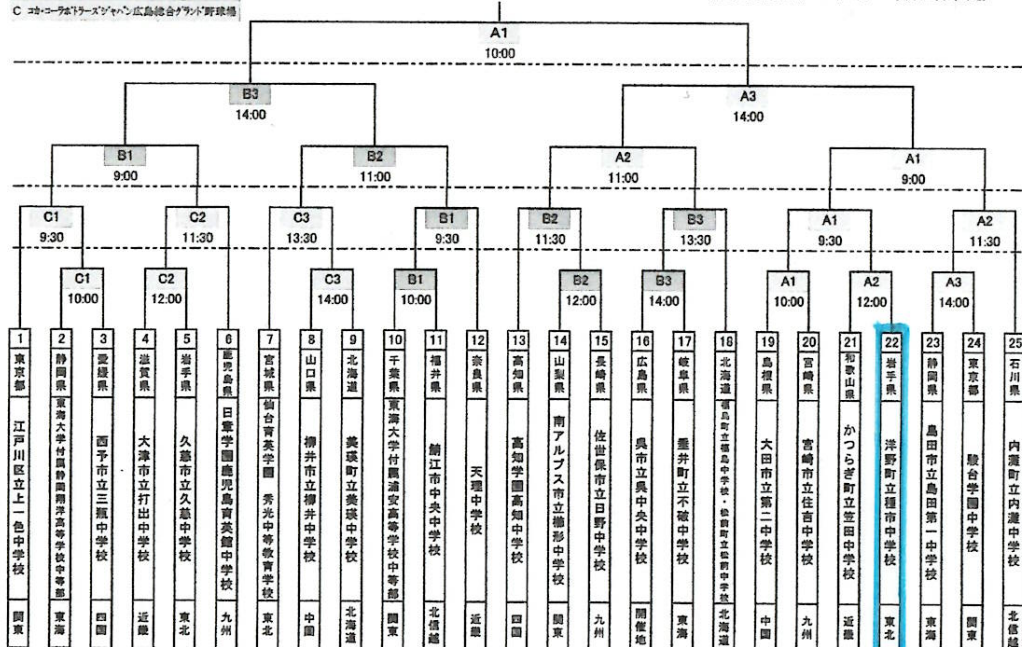 C コカ・コーラボトラーズジャパン広島総合グランド野球場
A1
10:00
B3
14:00
A3
14:00
B1
9:00
B2
11:00
A2
11:00
A1
9:00
C1
9:30
C2
11:30
C3
13:30
B1
9:30
B2
11:30
B3
13:30
A1
9:30
A2
11:30
C1
10:00
C2
12:00
C3
14:00
B1
10:00
B2
12:00
B3
14:00
A1
10:00
A2
12:00
A3
14:00
1 東京都 江戸川区立上一色中学校 関東
2 静岡県 東海大学付属静岡翔洋高等学校中等部 東海
3 愛媛県 西予市立三瓶中学校 四国
4 滋賀県 大津市立打出中学校 近畿
5 岩手県 久慈市立久慈中学校 東北
6 鹿児島県 日章学園鹿児島育英館中学校 九州
7 宮城県 仙台育英学園 秀光中等教育学校 東北
8 山口県 柳井市立柳井中学校 中国
9 北海道 美瑛町立美瑛中学校 北海道
10 千葉県 東海大学付属浦安高等学校中等部 関東
11 福井県 鯖江市中央中学校 北信越
12 奈良県 天理中学校 近畿
13 高知県 高知学園高知中学校 四国
14 山梨県 南アルプス市立櫛形中学校 関東
15 長崎県 佐世保市立日野中学校 九州
16 広島県 呉市立呉中央中学校 開催地
17 岐阜県 垂井町立不破中学校 東海
18 北海道 福島町立福島中学校・松前町立松前中学校 北海道
19 島根県 大田市立第二中学校 中国
20 宮崎県 宮崎市立住吉中学校 九州
21 和歌山県 かつらぎ町立笠田中学校 近畿
22 岩手県 洋野町立種市中学校 東北
23 静岡県 島田市立島田第一中学校 東海
24 東京都 駿台学園中学校 関東
25 石川県 内灘町立内灘中学校 北信越